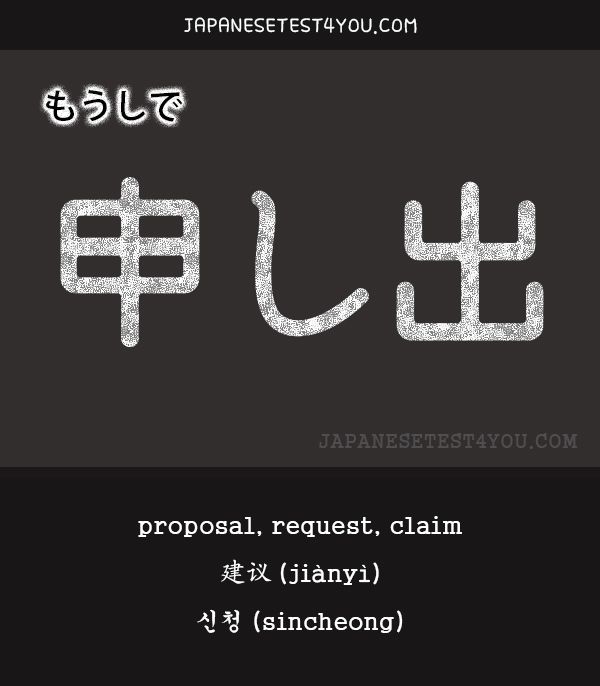 JAPANESETEST4YOU.COM
もうしで
申し出
JAPANESETEST4YOU.COM
proposal, request, claim
建议 (jiànyì)
신청 (sincheong)